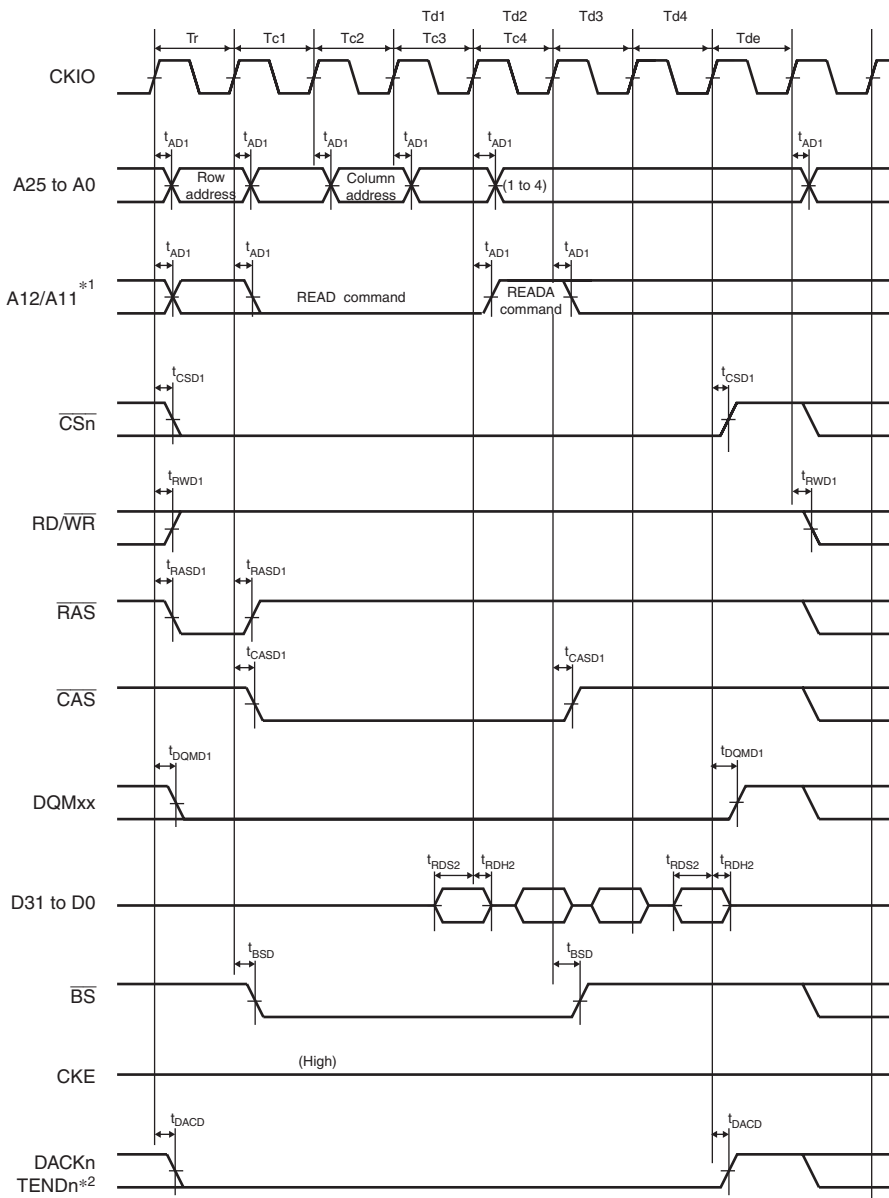 Td1 Td2 Td3 Td4
Tr Tc1 Tc2 Tc3 Tc4 Tde
CKIO
tAD1 tAD1 tAD1 tAD1 tAD1 tAD1
A25 to A0
Row address
Column address
(1 to 4)
tAD1 tAD1 tAD1 tAD1
A12/A11*1
READ command
READA command
tCSD1 tCSD1
CSn
tRWD1 tRWD1
RD/WR
tRASD1 tRASD1
RAS
tCASD1 tCASD1
CAS
tDQMD1 tDQMD1
DQMxx
tRDS2 tRDH2 tRDS2 tRDH2
D31 to D0
tBSD tBSD
BS
(High)
CKE
tDACD tDACD
DACKn
TENDn*2